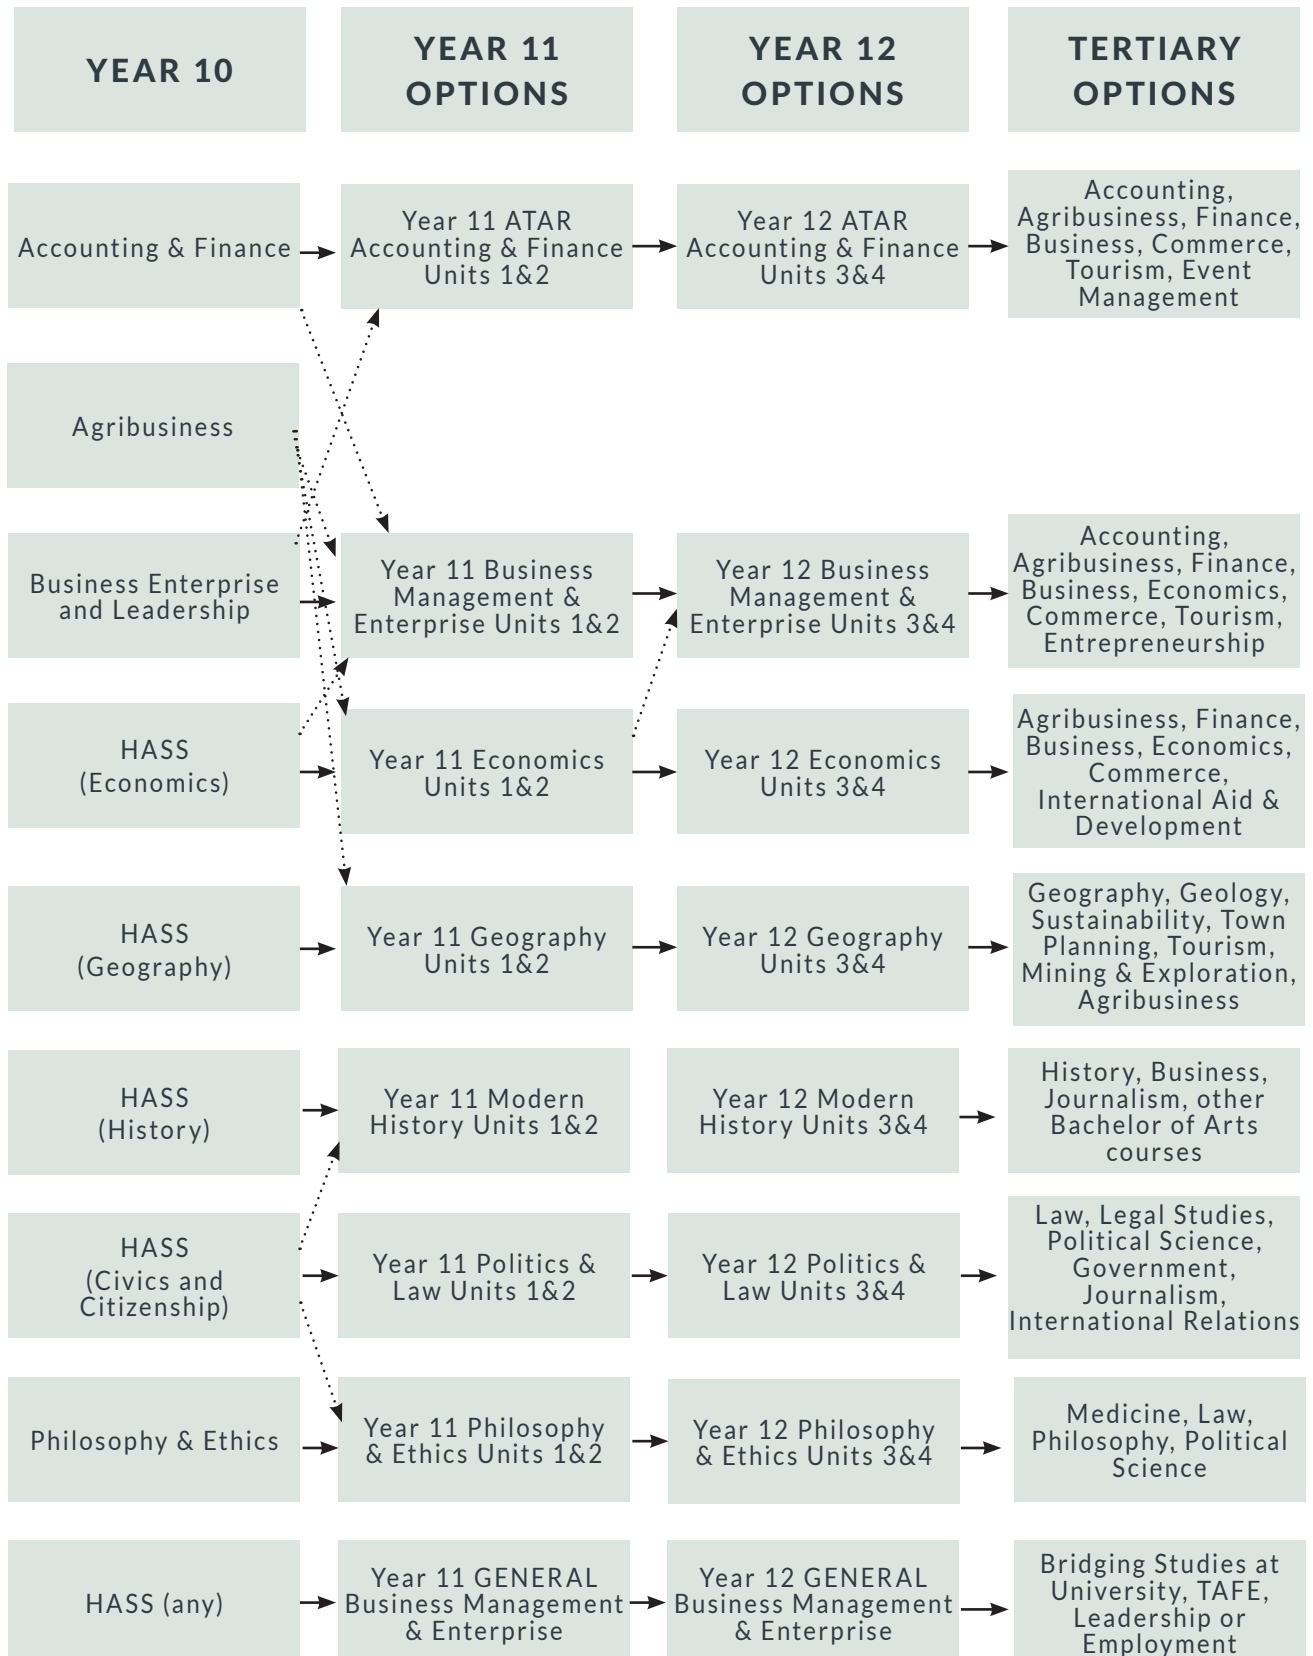 YEAR 10
YEAR 11
OPTIONS
YEAR 12
OPTIONS
TERTIARY
OPTIONS
Accounting & Finance
Year 11 ATAR
Accounting & Finance
Units 1&2
Year 12 ATAR
Accounting & Finance
Units 3&4
Accounting,
Agribusiness, Finance,
Business, Commerce,
Tourism, Event
Management
Agribusiness
Business Enterprise
and Leadership
Year 11 Business
Management &
Enterprise Units 1&2
Year 12 Business
Management &
Enterprise Units 3&4
Accounting,
Agribusiness, Finance,
Business, Economics,
Commerce, Tourism,
Entrepreneurship
HASS
(Economics)
Year 11 Economics
Units 1&2
Year 12 Economics
Units 3&4
Agribusiness, Finance,
Business, Economics,
Commerce,
International Aid &
Development
HASS
(Geography)
Year 11 Geography
Units 1&2
Year 12 Geography
Units 3&4
Geography, Geology,
Sustainability, Town
Planning, Tourism,
Mining & Exploration,
Agribusiness
HASS
(History)
Year 11 Modern
History Units 1&2
Year 12 Modern
History Units 3&4
History, Business,
Journalism, other
Bachelor of Arts
courses
HASS
(Civics and
Citizenship)
Year 11 Politics &
Law Units 1&2
Year 12 Politics &
Law Units 3&4
Law, Legal Studies,
Political Science,
Government,
Journalism,
International Relations
Philosophy & Ethics
Year 11 Philosophy
& Ethics Units 1&2
Year 12 Philosophy
& Ethics Units 3&4
Medicine, Law,
Philosophy, Political
Science
HASS (any)
Year 11 GENERAL
Business Management
& Enterprise
Year 12 GENERAL
Business Management
& Enterprise
Bridging Studies at
University, TAFE,
Leadership or
Employment